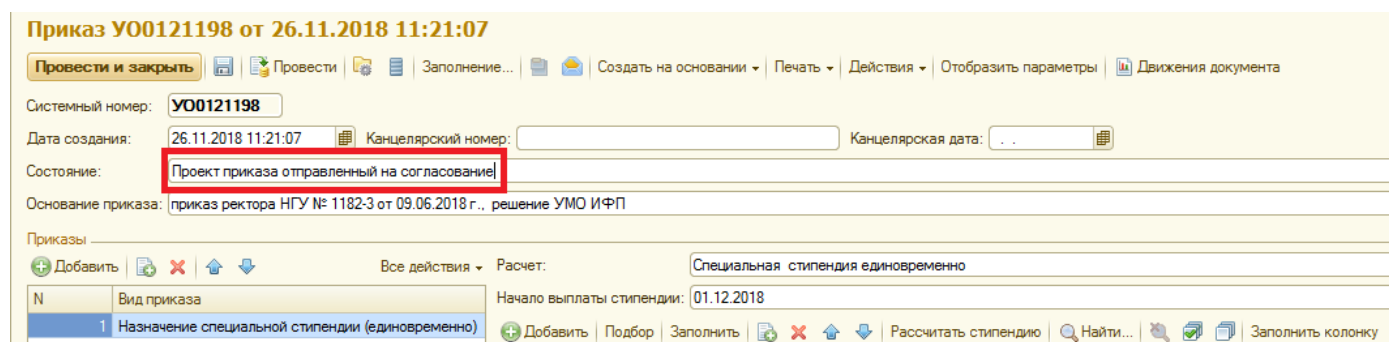 Приказ УО0121198 от 26.11.2018 11:21:07
Провести и закрыть Провести Заполнение... Создать на основании Печать Действия Отобразить параметры Движения документа
Системный номер: УО0121198
Дата создания: 26.11.2018 11:21:07 Канцелярский номер: Канцелярская дата: . .
Состояние: Проект приказа отправленный на согласование
Основание приказа: приказ ректора НГУ № 1182-3 от 09.06.2018 г., решение УМО ИФП
Приказы
Добавить Все действия Расчет: Специальная стипендия единовременно
N Вид приказа Начало выплаты стипендии: 01.12.2018
1 Назначение специальной стипендии (единовременно) Добавить Подбор Заполнить Рассчитать стипендию Найти... Заполнить колонку